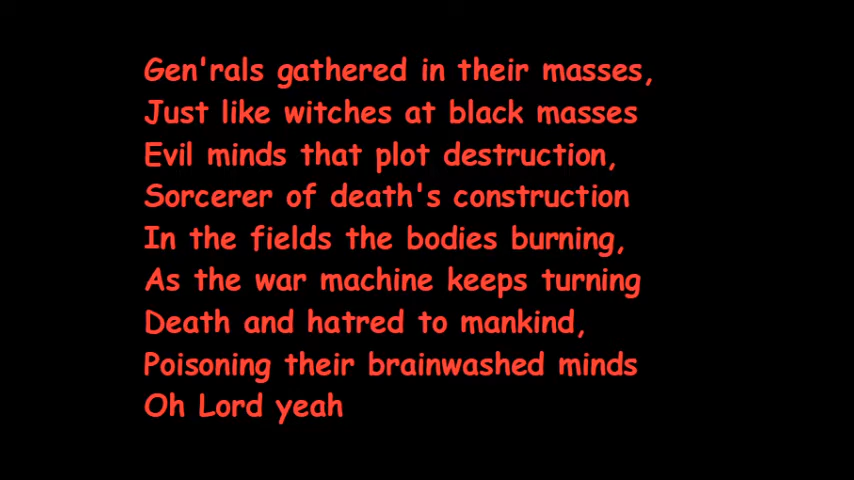 Gen'rals gathered in their masses,
Just like witches at black masses
Evil minds that plot destruction,
Sorcerer of death's construction
In the fields the bodies burning,
As the war machine keeps turning
Death and hatred to mankind,
Poisoning their brainwashed minds
Oh Lord yeah